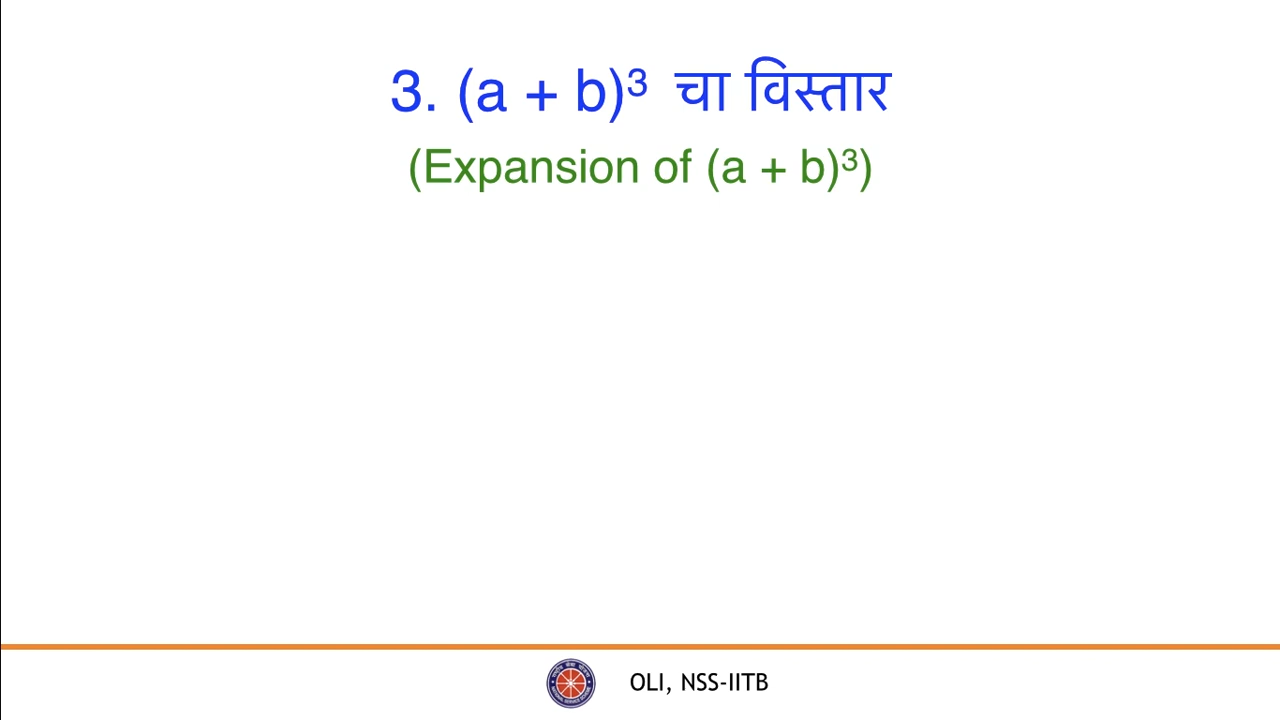 3. (a + b)³ चा विस्तार
(Expansion of (a + b)³)
OLI, NSS-IITB